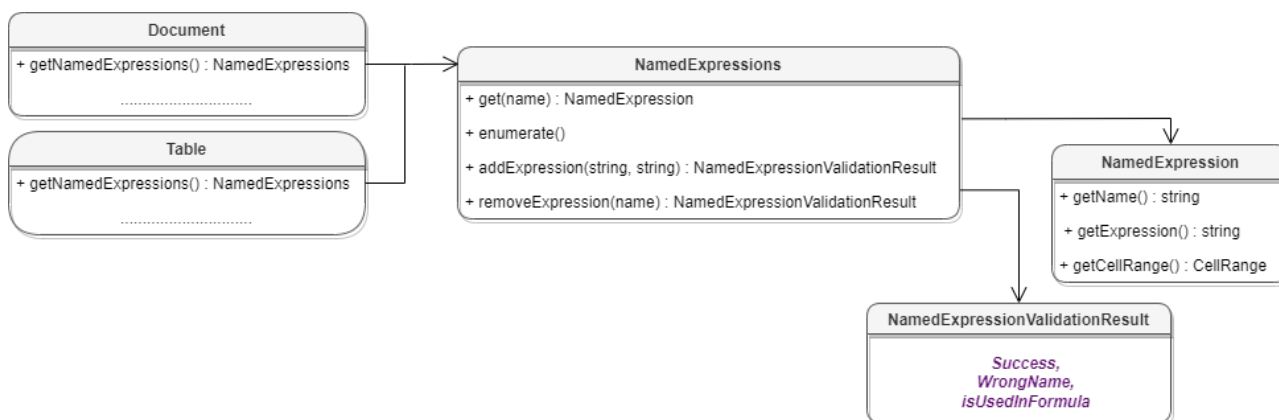 Document
+ getNamedExpressions() : NamedExpressions
..............................
Table
+ getNamedExpressions() : NamedExpressions
..............................
NamedExpressions
+ get(name) : NamedExpression
+ enumerate()
+ addExpression(string, string) : NamedExpressionValidationResult
+ removeExpression(name) : NamedExpressionValidationResult
NamedExpression
+ getName() : string
+ getExpression() : string
+ getCellRange() : CellRange
NamedExpressionValidationResult
Success,
WrongName,
isUsedInFormula